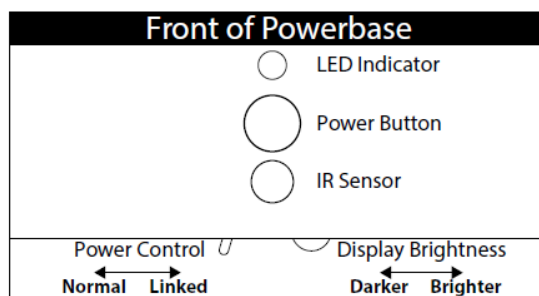 Front of Powerbase
LED Indicator
Power Button
IR Sensor
Power Control Display Brightness
Normal Linked Darker Brighter